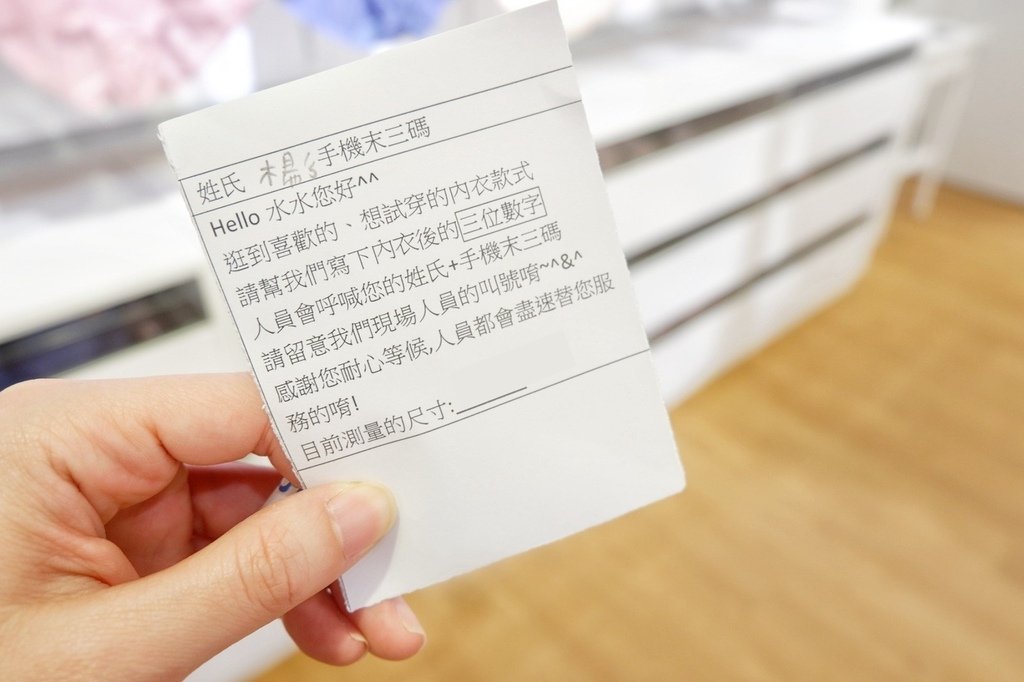 姓氏 楊's 手機末三碼
Hello 水水您好^^
逛到喜歡的、想試穿的內衣款式
請幫我們寫下內衣後的三位數字
人員會呼喊您的姓氏+手機末三碼
請留意我們現場人員的叫號唷~^&^
感謝您耐心等候,人員都會盡速替您服
務的唷!
目前測量的尺寸: